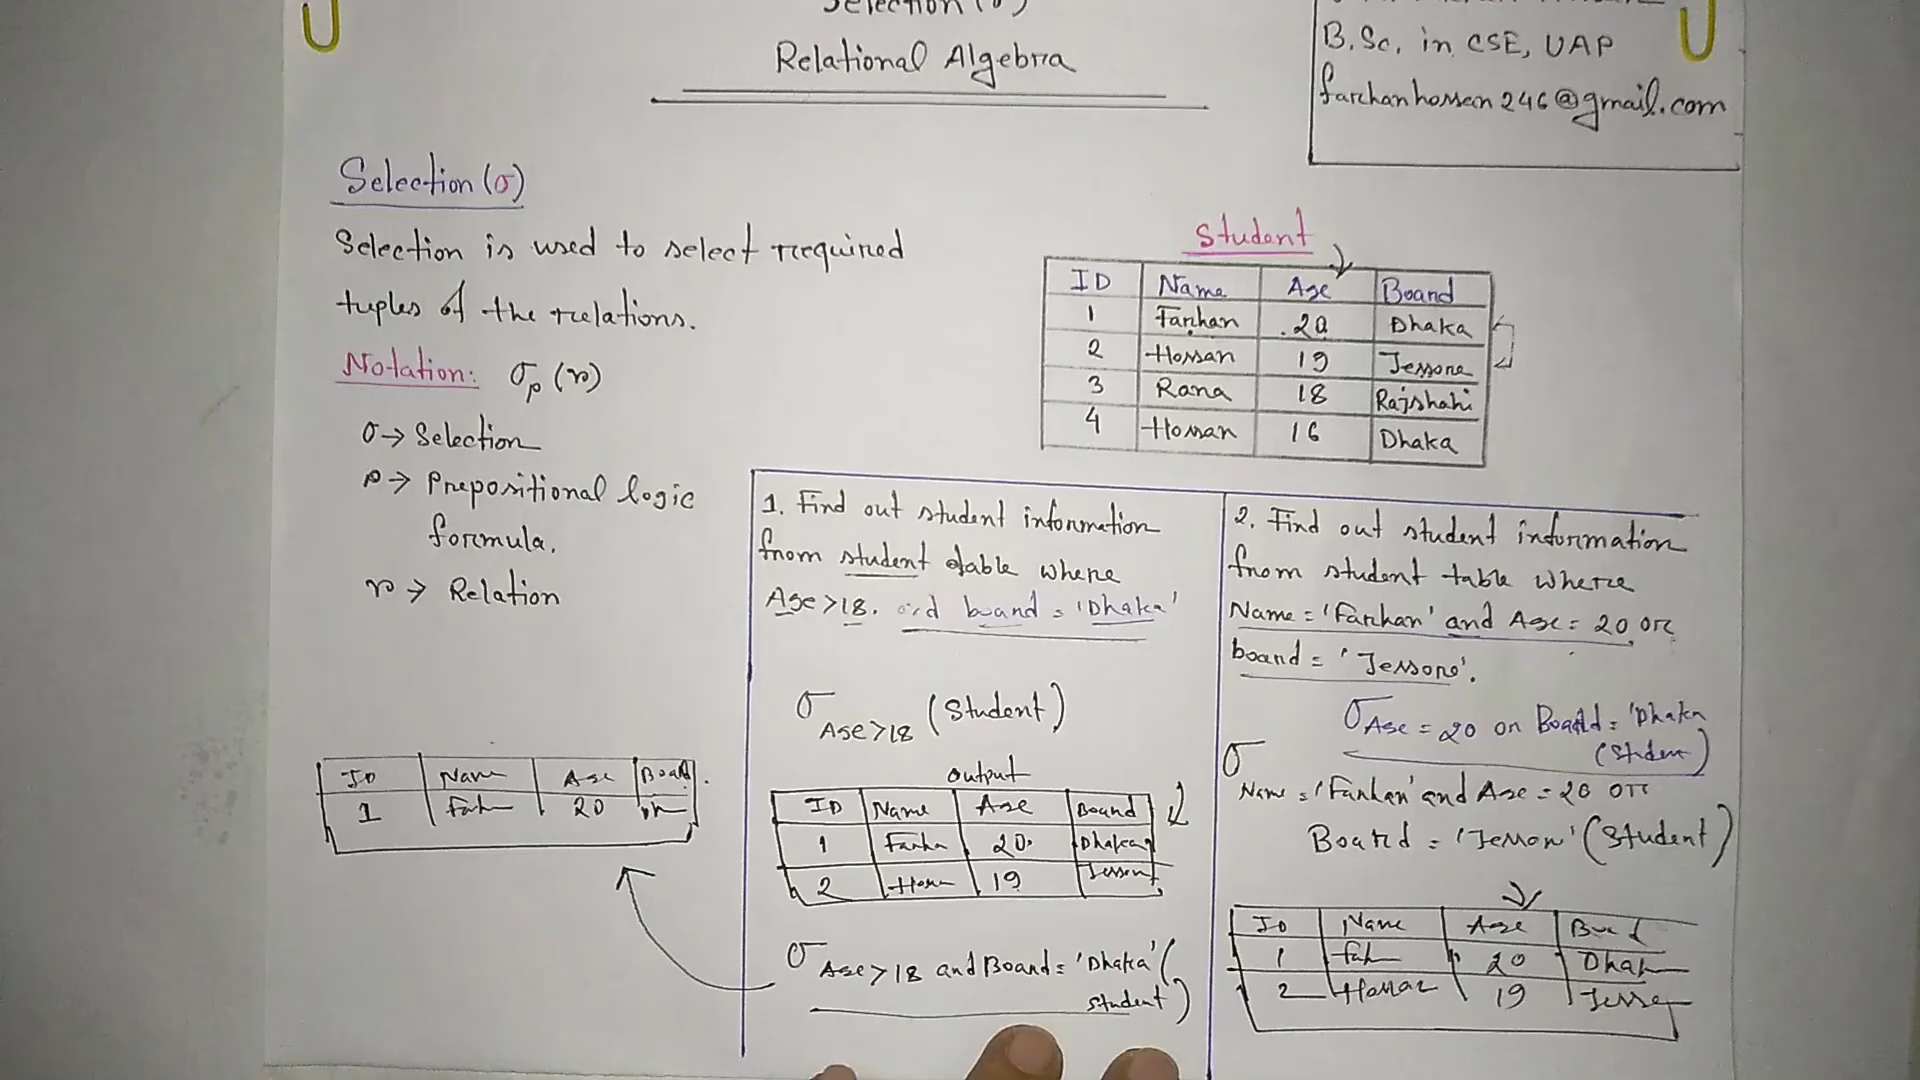 Selection (σ)
Relational Algebra
B.Sc. in CSE, UAP
farhanhossan246@gmail.com
Selection (σ)
Selection is used to select required
tuples of the relations.
Notation: σp (r)
σ → Selection
p → Prepositional logic
formula.
r → Relation
Student
ID Name Age Board
1 Farhan 20 Dhaka
2 Hossan 19 Jessore
3 Rana 18 Rajshahi
4 Hossan 16 Dhaka
1. Find out student information
from student table where
Age > 18. and board = 'Dhaka'
σ Age > 18 (Student)
output
ID Name Age Board
1 Farha 20 Dhaka
2 19
σ Age > 18 and Board = 'Dhaka' (
student)
ID Name Age Board
1 20
2. Find out student information
from student table where
Name = 'Farhan' and Age = 20 or
board = 'Jessore'.
σ Age = 20 or Board = 'Dhaka
(Student)
σ
Name = 'Farhan' and Age = 20 or
Board = 'Jesson' (Student)
ID Name Age
1 20
2 19